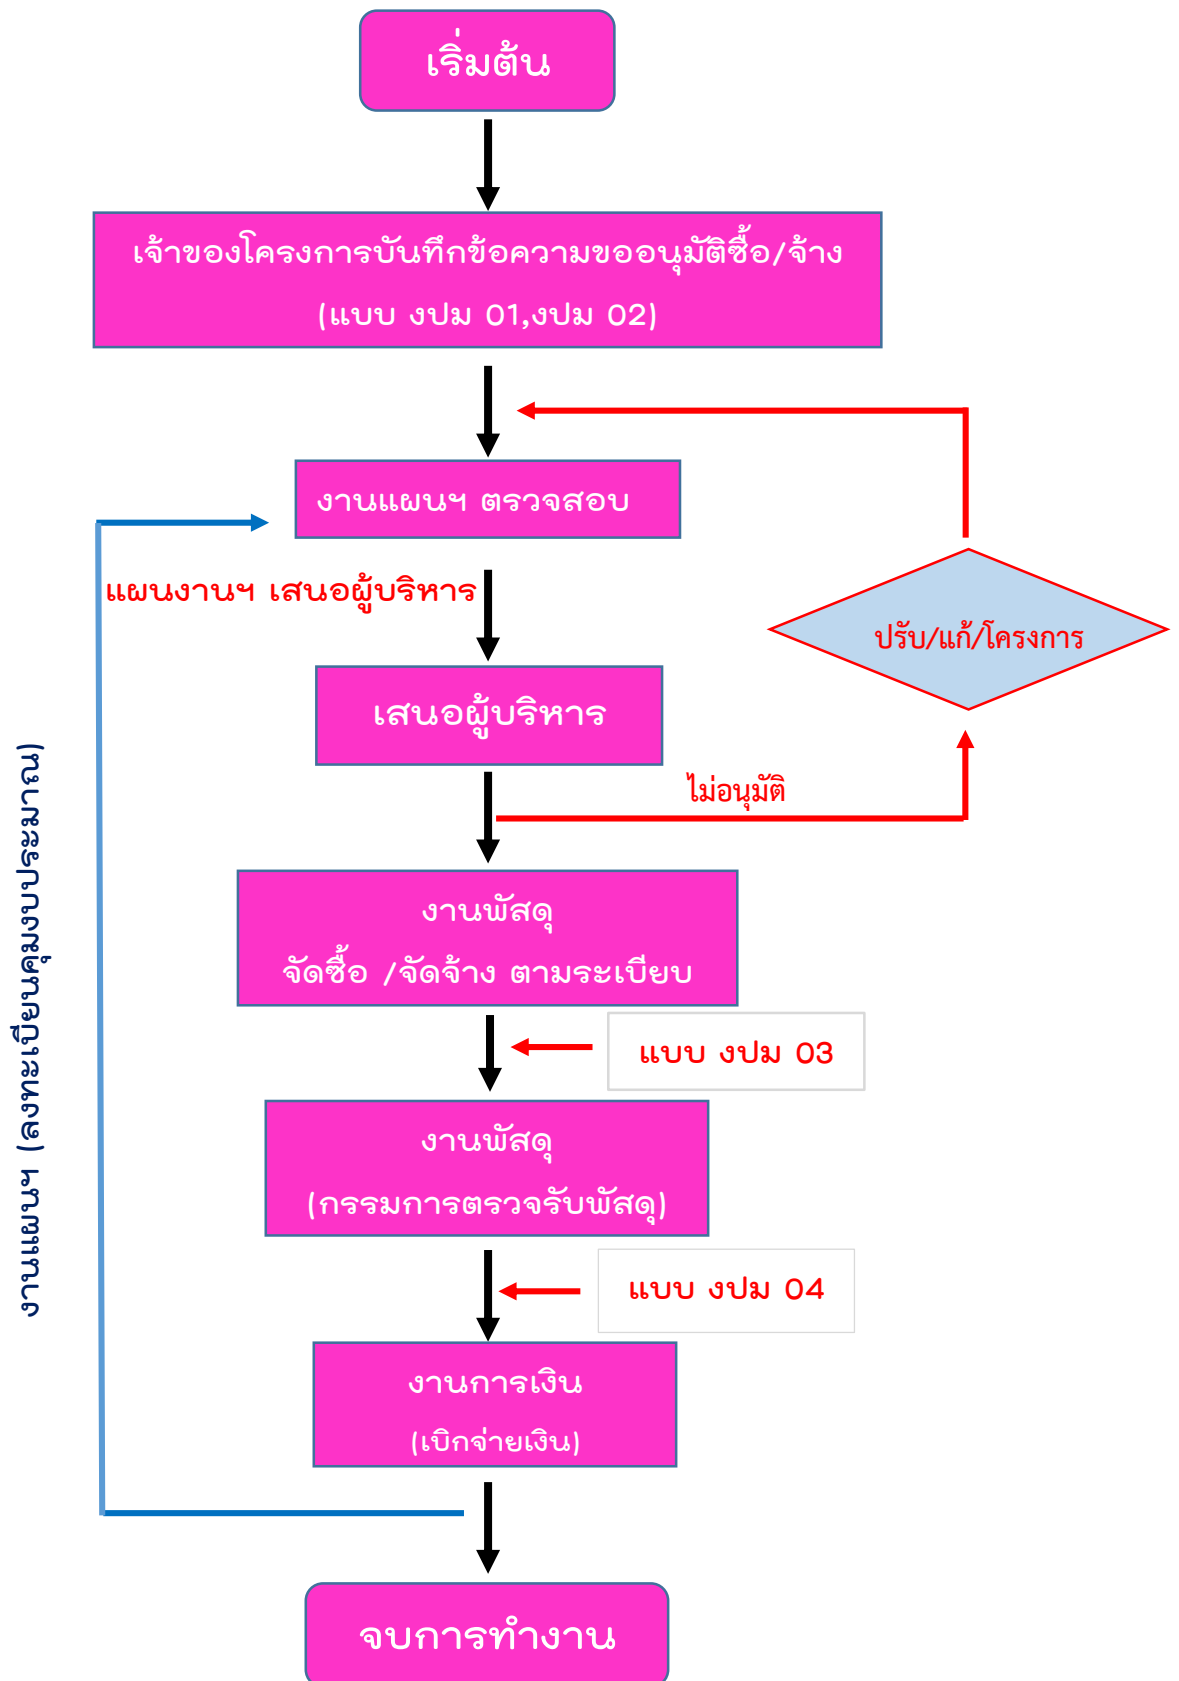 เริ่มต้น
เจ้าของโครงการบันทึกข้อความขออนุมัติซื้อ/จ้าง
(แบบ งปม 01,งปม 02)
งานแผนฯ ตรวจสอบ
แผนงานฯ เสนอผู้บริหาร
ปรับ/แก้/โครงการ
เสนอผู้บริหาร
ไม่อนุมัติ
งานพัสดุ
จัดซื้อ /จัดจ้าง ตามระเบียบ
แบบ งปม 03
งานพัสดุ
(กรรมการตรวจรับพัสดุ)
แบบ งปม 04
งานการเงิน
(เบิกจ่ายเงิน)
งานแผนฯ (ลงทะเบียนคุมงบประมาณ)
จบการทำงาน